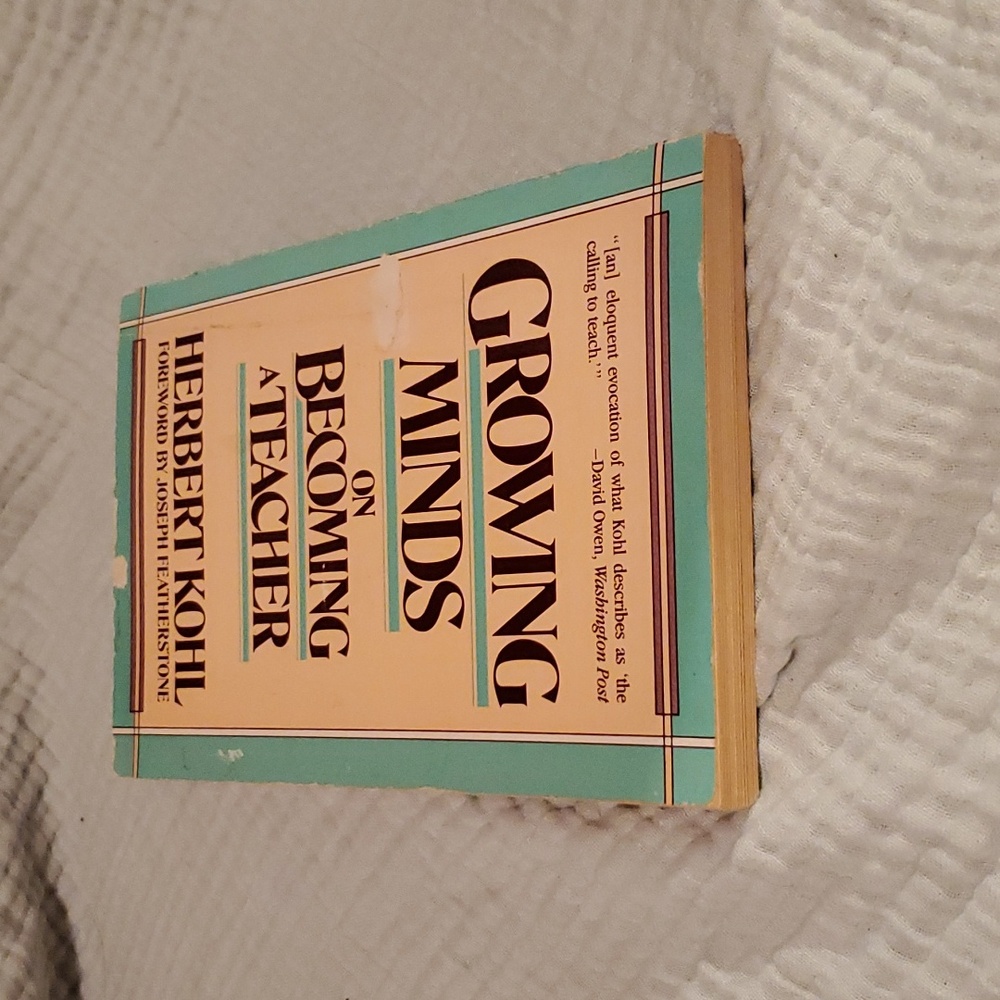 “[an] eloquent evocation of what Kohl describes as ‘the
calling to teach.’”
–David Owen, Washington Post
GROWING
MINDS
ON
BECOMING
A TEACHER
HERBERT KOHL
FOREWORD BY JOSEPH FEATHERSTONE